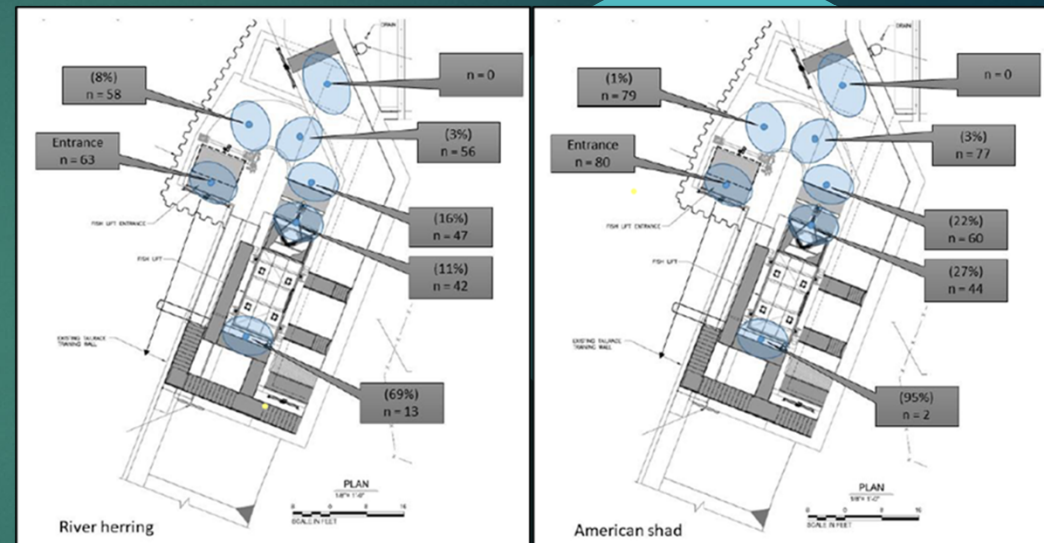 DRAIN
(8%)
n = 58
n = 0
Entrance
n = 63
(3%)
n = 56
FISH LIFT ENTRANCE
(16%)
n = 47
FISH LIFT
(11%)
n = 42
EXISTING TAILRACE
TRAINING WALL
(69%)
n = 13
PLAN
SCALE IN FEET
River herring
DRAIN
(1%)
n = 79
n = 0
Entrance
n = 80
(3%)
n = 77
FISH LIFT ENTRANCE
(22%)
n = 60
FISH LIFT
(27%)
n = 44
EXISTING TAILRACE
TRAINING WALL
(95%)
n = 2
PLAN
SCALE IN FEET
American shad